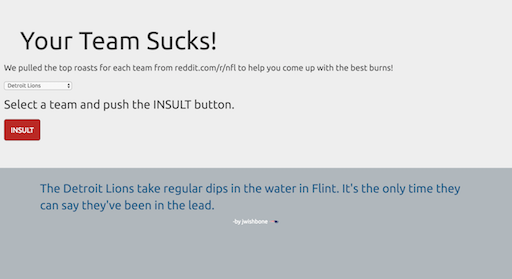 Your Team Sucks!
We pulled the top roasts for each team from reddit.com/r/nfl to help you come up with the best burns!
Detroit Lions
Select a team and push the INSULT button.
INSULT
The Detroit Lions take regular dips in the water in Flint. It's the only time they
can say they've been in the lead.
-by jwishbone